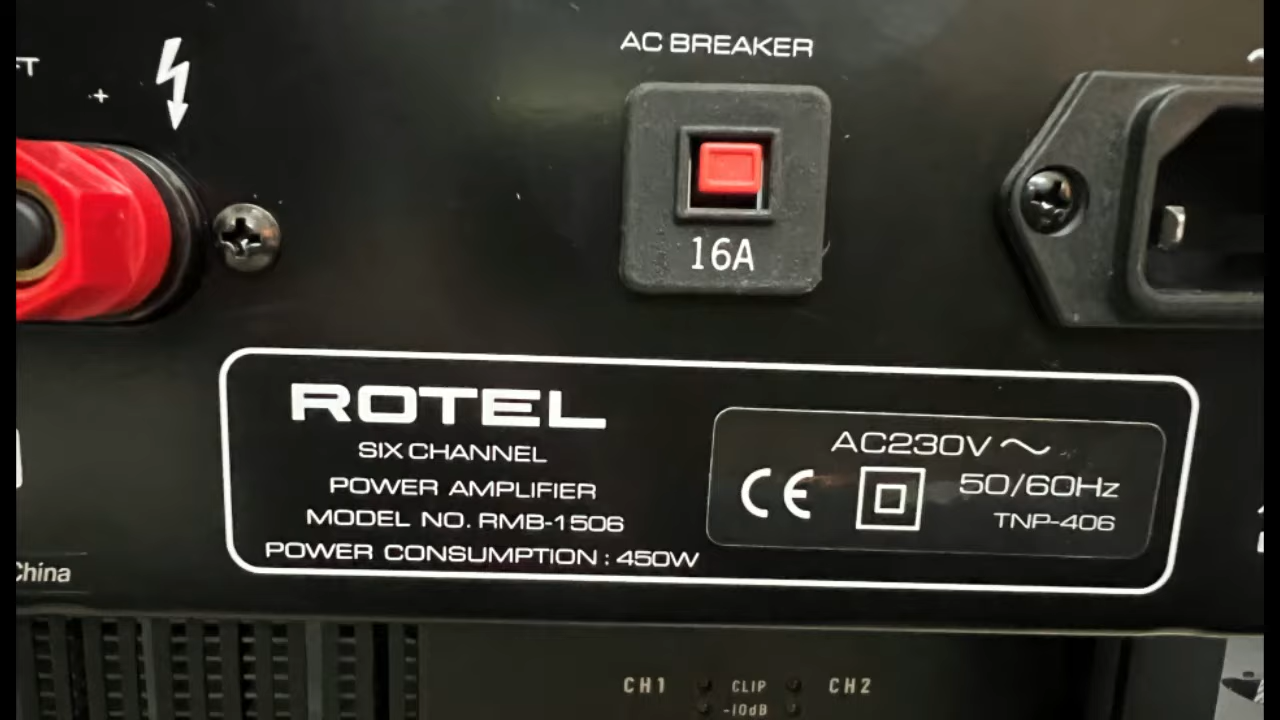 FT
+
AC BREAKER
16A
ROTEL
SIX CHANNEL
POWER AMPLIFIER
MODEL NO. RMB-1506
POWER CONSUMPTION : 450W
AC230V ~
CE
50/60Hz
TNP-406
China
CH1 CLIP CH2
-10dB